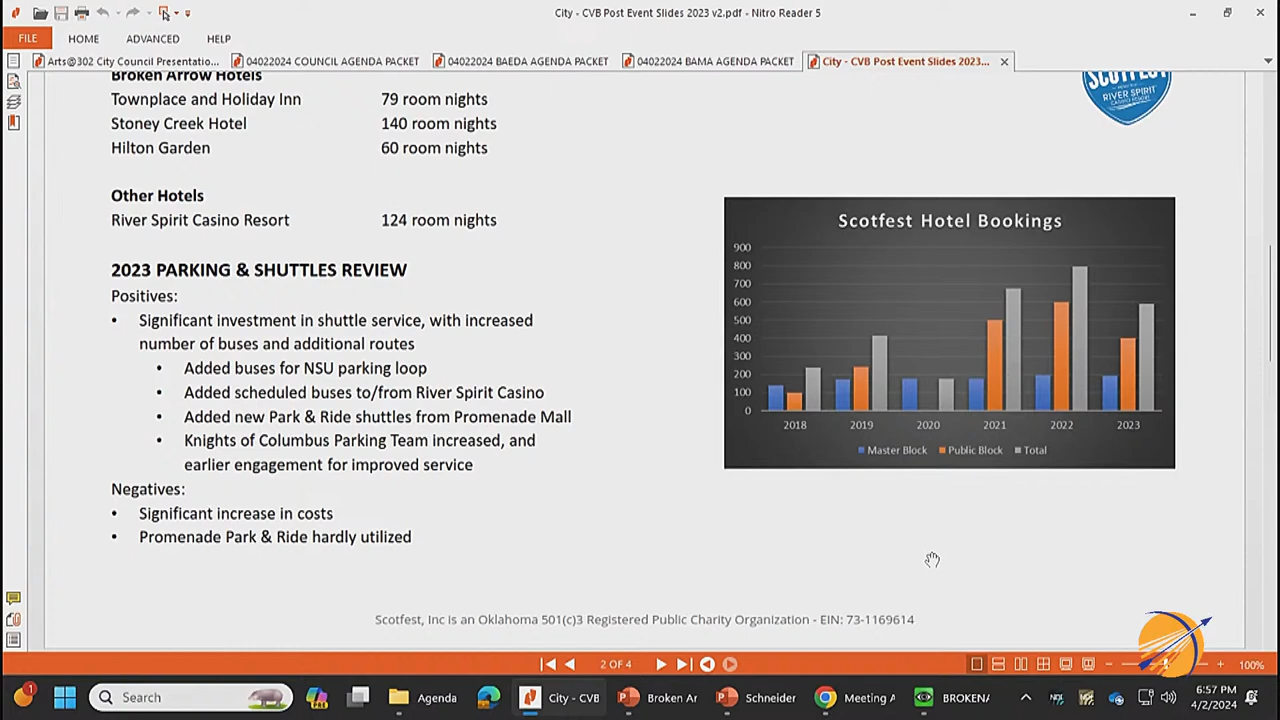 City - CVB Post Event Slides 2023 v2.pdf - Nitro Reader 5
FILE HOME ADVANCED HELP
Arts@302 City Council Presentatio... 04022024 COUNCIL AGENDA PACKET 04022024 BAEDA AGENDA PACKET 04022024 BAMA AGENDA PACKET City - CVB Post Event Slides 2023...
Broken Arrow Hotels
Townplace and Holiday Inn 79 room nights
Stoney Creek Hotel 140 room nights
Hilton Garden 60 room nights
SCOTFEST
RIVER SPIRIT
CASINO RESORT
Other Hotels
River Spirit Casino Resort 124 room nights
2023 PARKING & SHUTTLES REVIEW
Positives:
• Significant investment in shuttle service, with increased
number of buses and additional routes
• Added buses for NSU parking loop
• Added scheduled buses to/from River Spirit Casino
• Added new Park & Ride shuttles from Promenade Mall
• Knights of Columbus Parking Team increased, and
earlier engagement for improved service
Negatives:
• Significant increase in costs
• Promenade Park & Ride hardly utilized
Scotfest Hotel Bookings
900
800
700
600
500
400
300
200
100
0
2018 2019 2020 2021 2022 2023
Master Block Public Block Total
Scotfest, Inc is an Oklahoma 501(c)3 Registered Public Charity Organization - EIN: 73-1169614
2 OF 4
100%
1
Search
Agenda
City - CVB
Broken Ar
Schneider
Meeting A
BROKENA
6:57 PM
4/2/2024